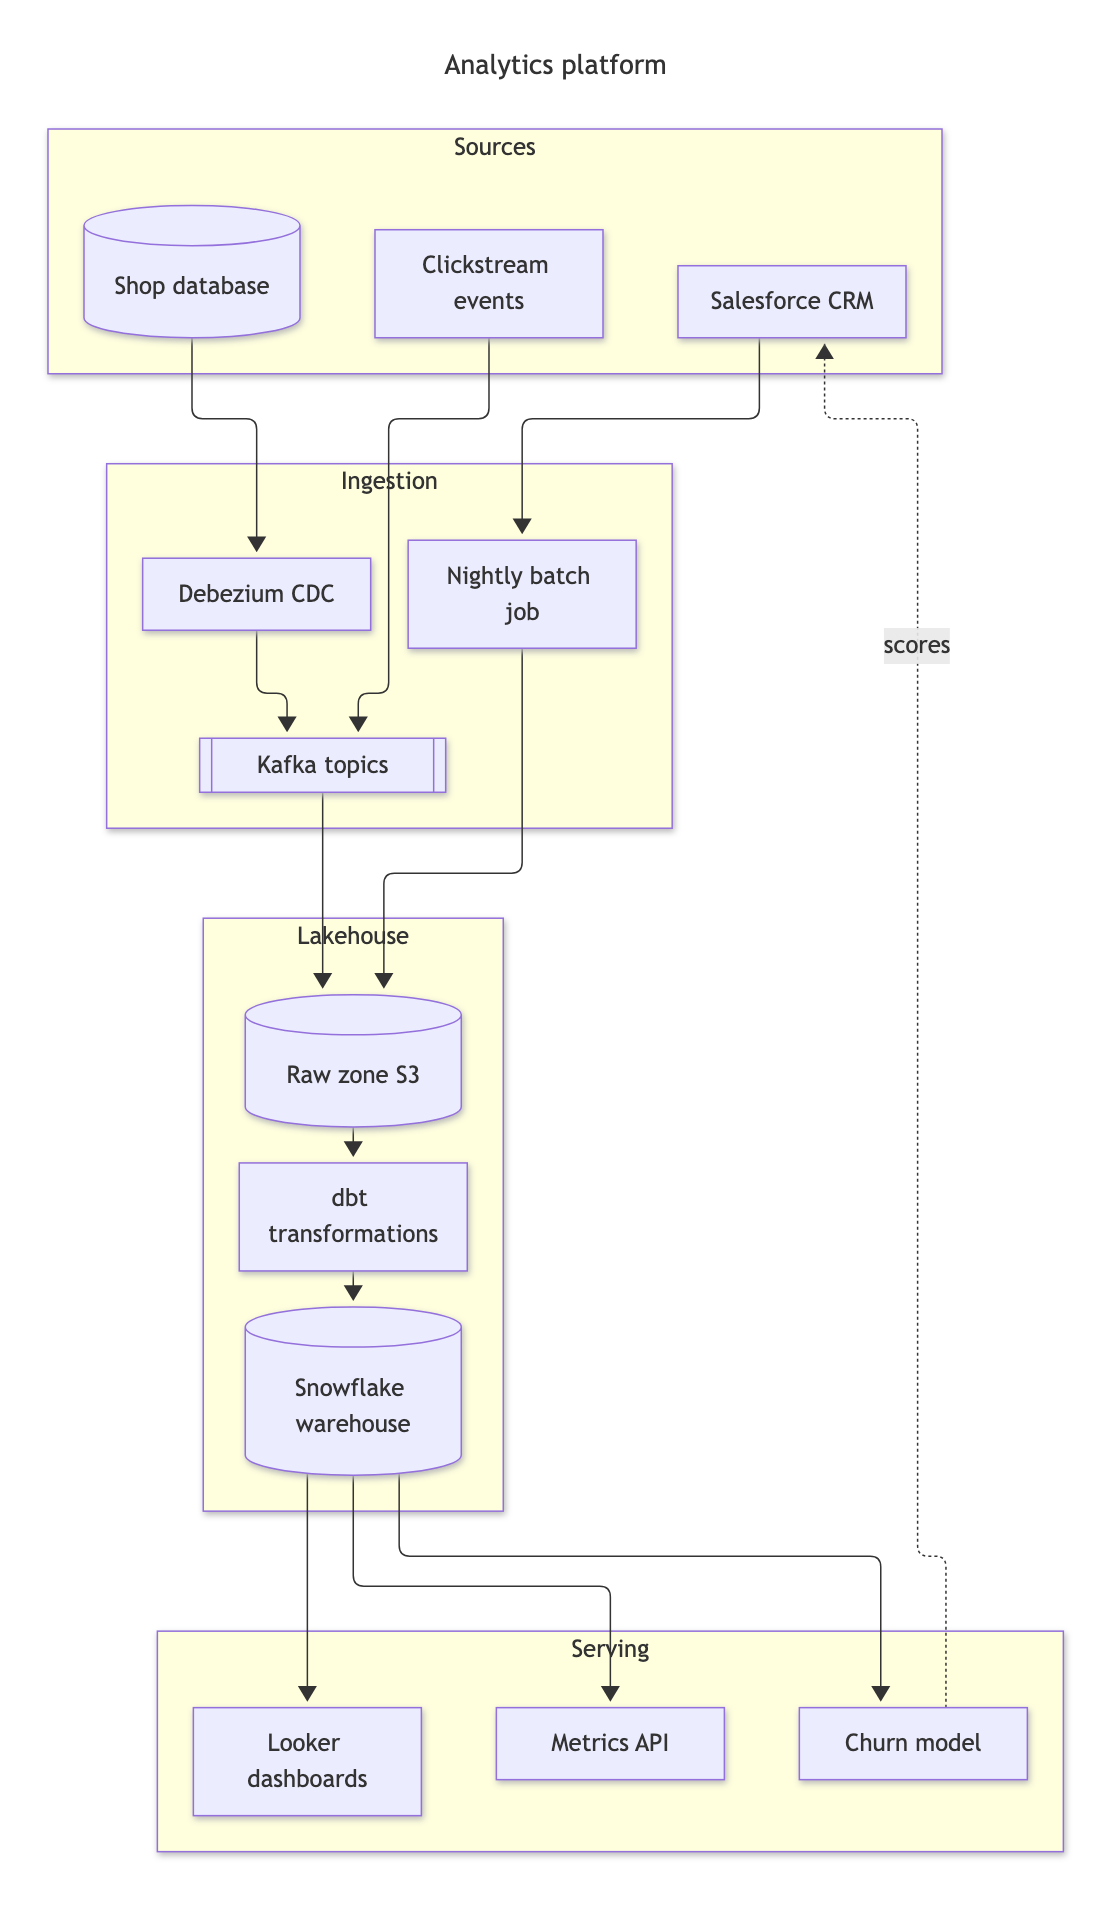 Analytics platform
Sources
Shop database
Clickstream
events
Salesforce CRM
Ingestion
Debezium CDC
Nightly batch
job
scores
Kafka topics
Lakehouse
Raw zone S3
dbt
transformations
Snowflake
warehouse
Serving
Looker
dashboards
Metrics API
Churn model